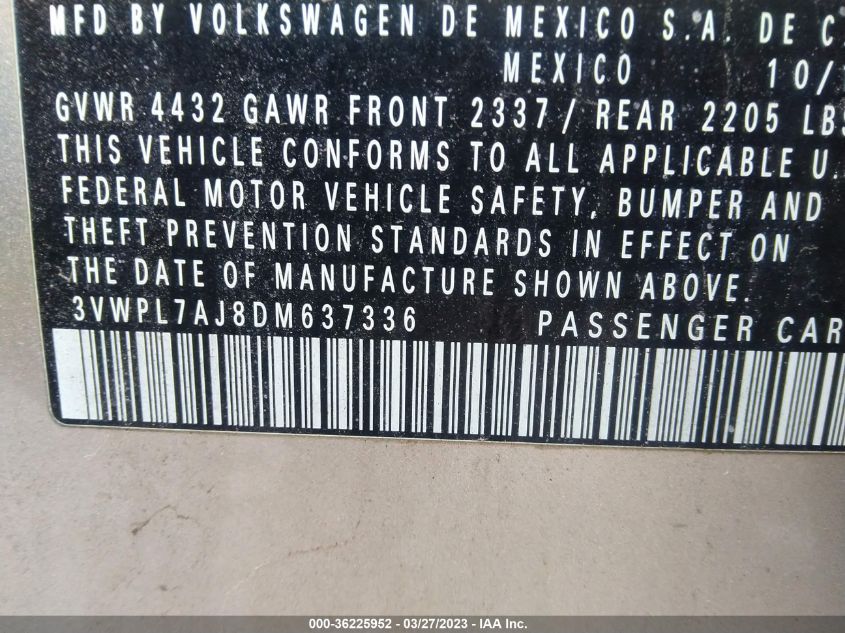 MFD BY VOLKSWAGEN DE MEXICO S.A. DE C.
MEXICO 10/
GVWR 4432 GAWR FRONT 2337/ REAR 2205 LBS
THIS VEHICLE CONFORMS TO ALL APPLICABLE U.
FEDERAL MOTOR VEHICLE SAFETY, BUMPER AND
THEFT PREVENTION STANDARDS IN EFFECT ON
THE DATE OF MANUFACTURE SHOWN ABOVE.
3VWPL7AJ8DM637336 PASSENGER CAR
000-36225952 - 03/27/2023 - IAA Inc.